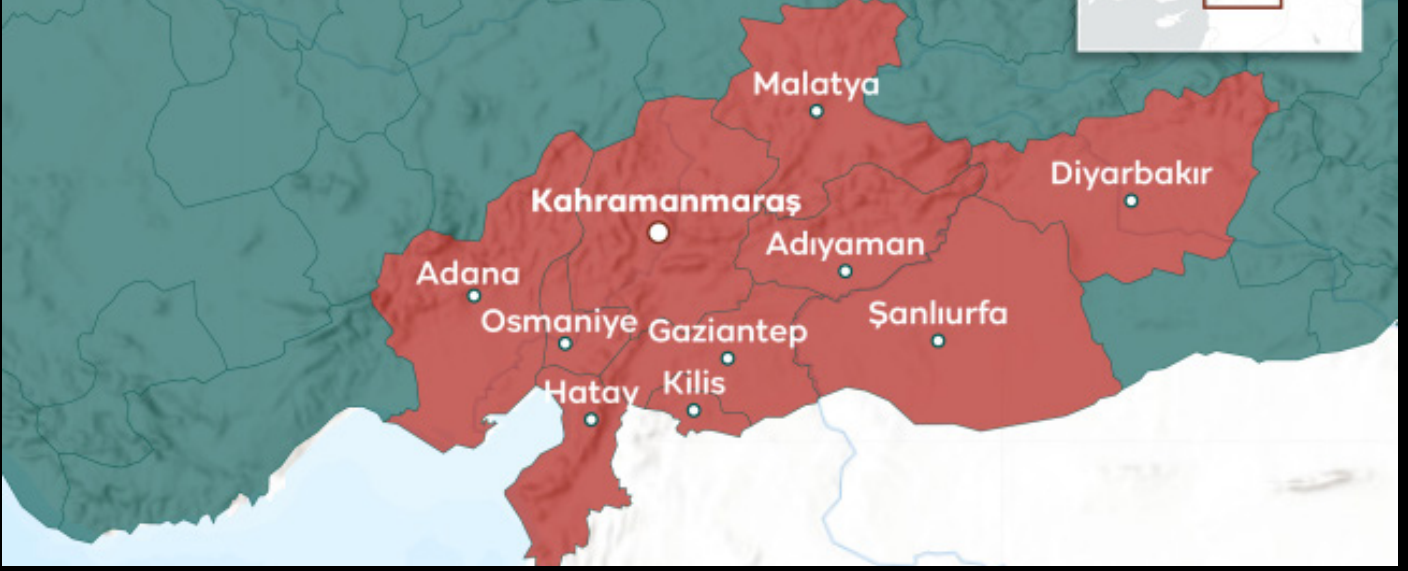 Malatya
Diyarbakır
Kahramanmaraş
Adıyaman
Adana
Şanlıurfa
Osmaniye
Gaziantep
Kilis
Hatay